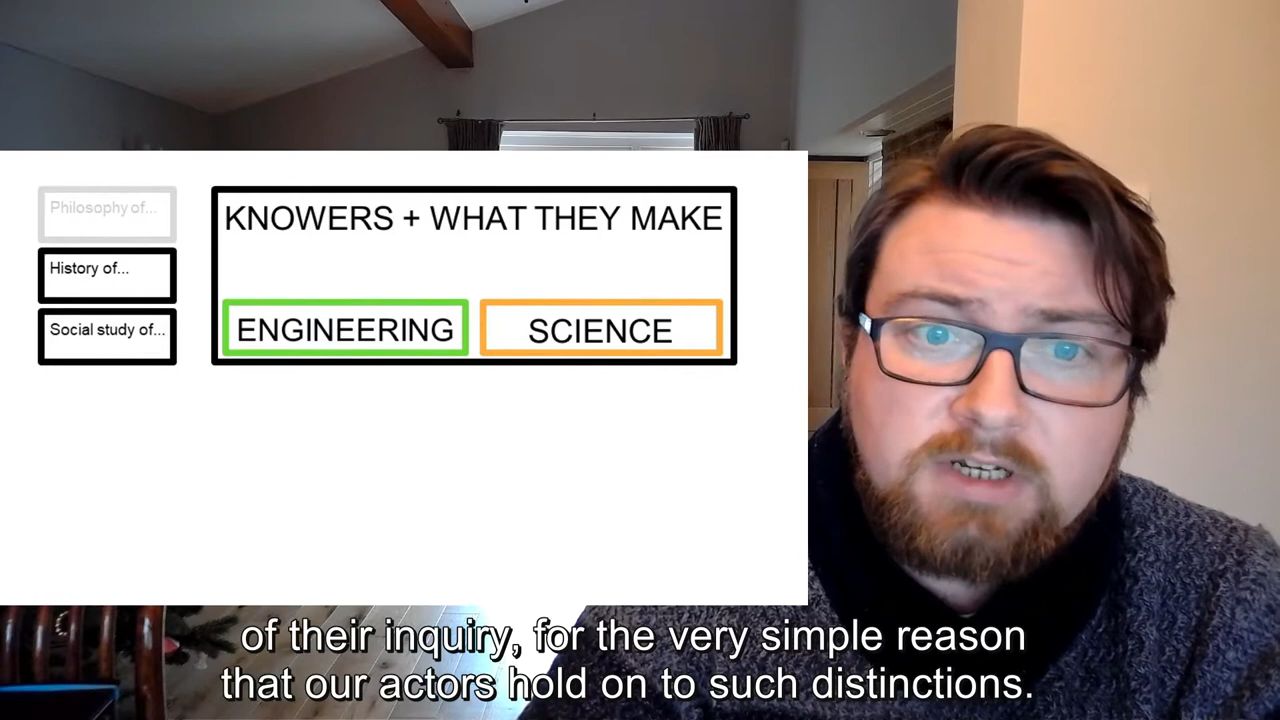 Philosophy of...
History of...
Social study of...
KNOWERS + WHAT THEY MAKE
ENGINEERING
SCIENCE
of their inquiry, for the very simple reason
that our actors hold on to such distinctions.